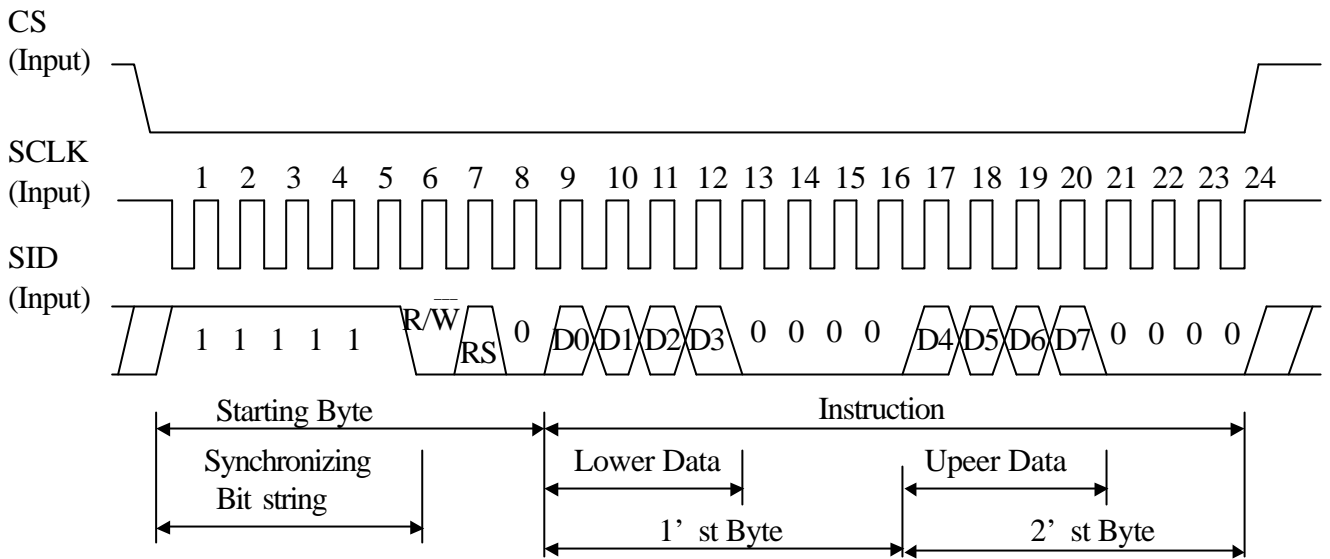 CS
(Input)
SCLK
(Input)
1 2 3 4 5 6 7 8 9 10 11 12 13 14 15 16 17 18 19 20 21 22 23 24
SID
(Input)
1 1 1 1 1 R/W̅ RS 0 D0 D1 D2 D3 0 0 0 0 D4 D5 D6 D7 0 0 0 0
Starting Byte Instruction
Synchronizing Lower Data Upeer Data
Bit string
1’ st Byte 2’ st Byte